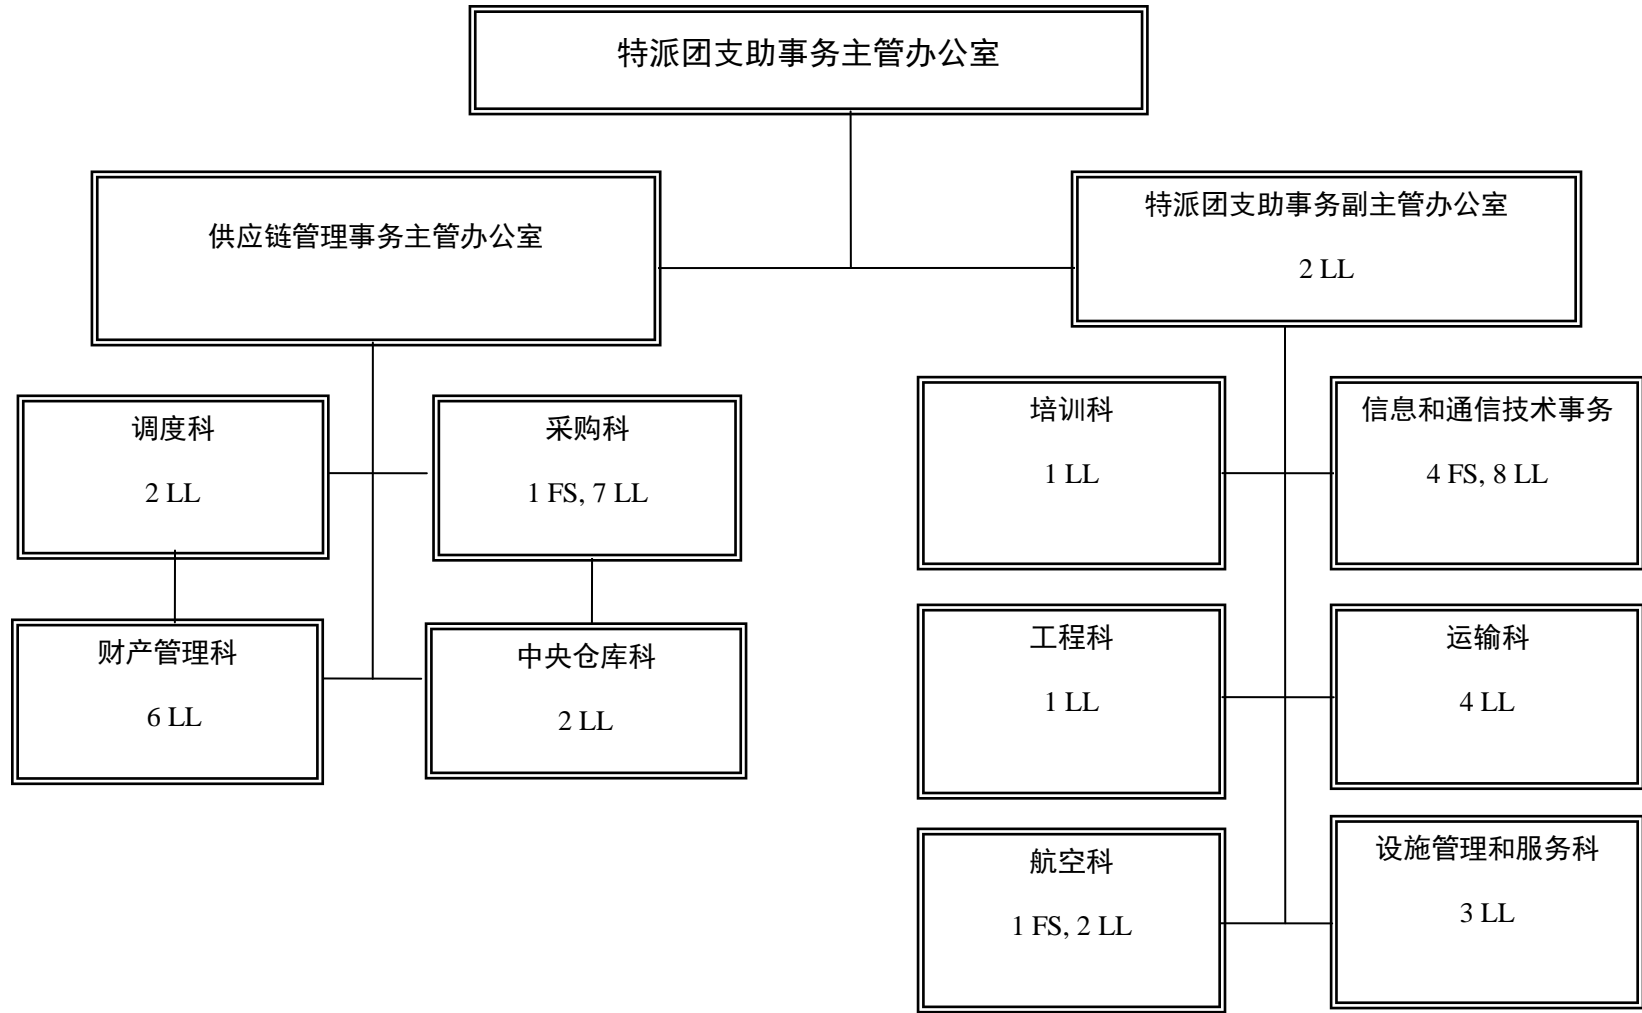 特派团支助事务主管办公室
供应链管理事务主管办公室
特派团支助事务副主管办公室
2 LL
调度科
2 LL
采购科
1 FS, 7 LL
财产管理科
6 LL
中央仓库科
2 LL
培训科
1 LL
信息和通信技术事务
4 FS, 8 LL
工程科
1 LL
运输科
4 LL
航空科
1 FS, 2 LL
设施管理和服务科
3 LL